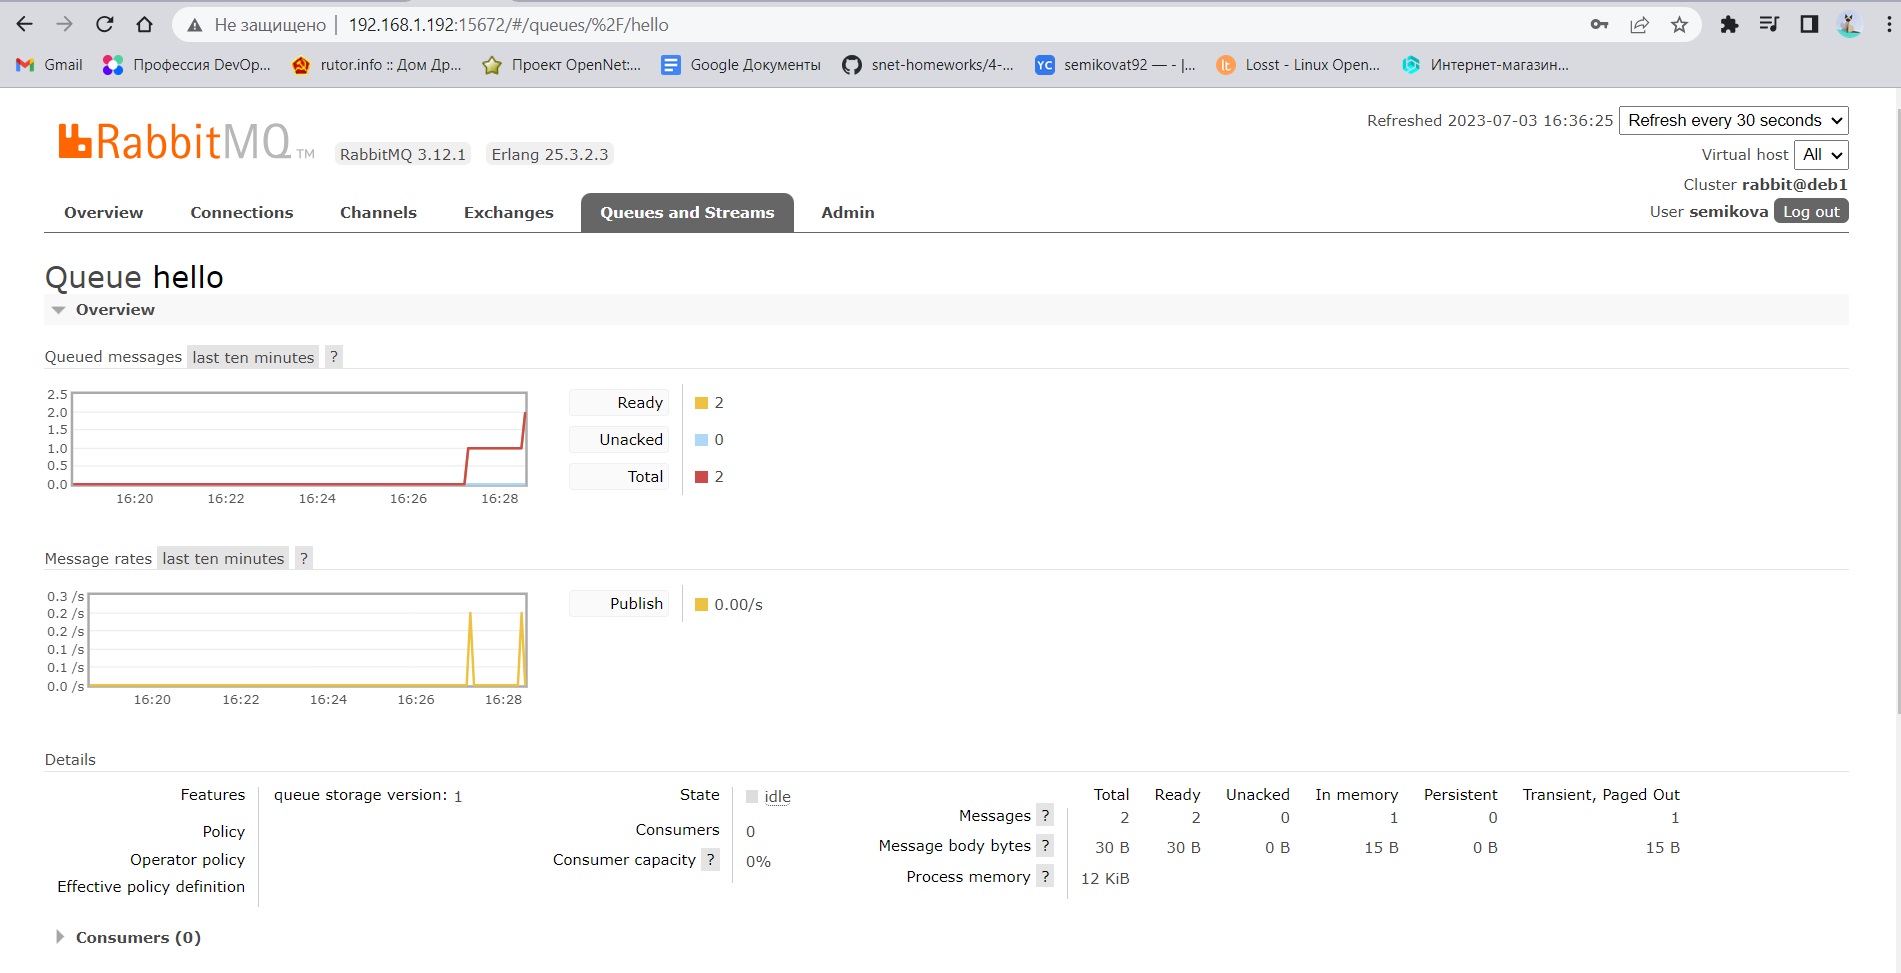 Не защищено 192.168.1.192:15672/#/queues/%2F/hello
Gmail Профессия DevOp... rutor.info :: Дом Др... Проект OpenNet:... Google Документы snet-homeworks/4-... YC semikovat92 — - |... Losst - Linux Open... Интернет-магазин...
RabbitMQ TM RabbitMQ 3.12.1 Erlang 25.3.2.3
Refreshed 2023-07-03 16:36:25 Refresh every 30 seconds
Virtual host All
Cluster rabbit@deb1
User semikova Log out
Overview Connections Channels Exchanges Queues and Streams Admin
Queue hello
Overview
Queued messages last ten minutes ?
2.5
2.0
1.5
1.0
0.5
0.0
16:20 16:22 16:24 16:26 16:28
Ready 2
Unacked 0
Total 2
Message rates last ten minutes ?
0.3 /s
0.2 /s
0.2 /s
0.1 /s
0.1 /s
0.0 /s
16:20 16:22 16:24 16:26 16:28
Publish 0.00/s
Details
Features queue storage version: 1
Policy
Operator policy
Effective policy definition
State idle
Consumers 0
Consumer capacity ? 0%
Total Ready Unacked In memory Persistent Transient, Paged Out
Messages ? 2 2 0 1 0 1
Message body bytes ? 30 B 30 B 0 B 15 B 0 B 15 B
Process memory ? 12 KiB
Consumers (0)